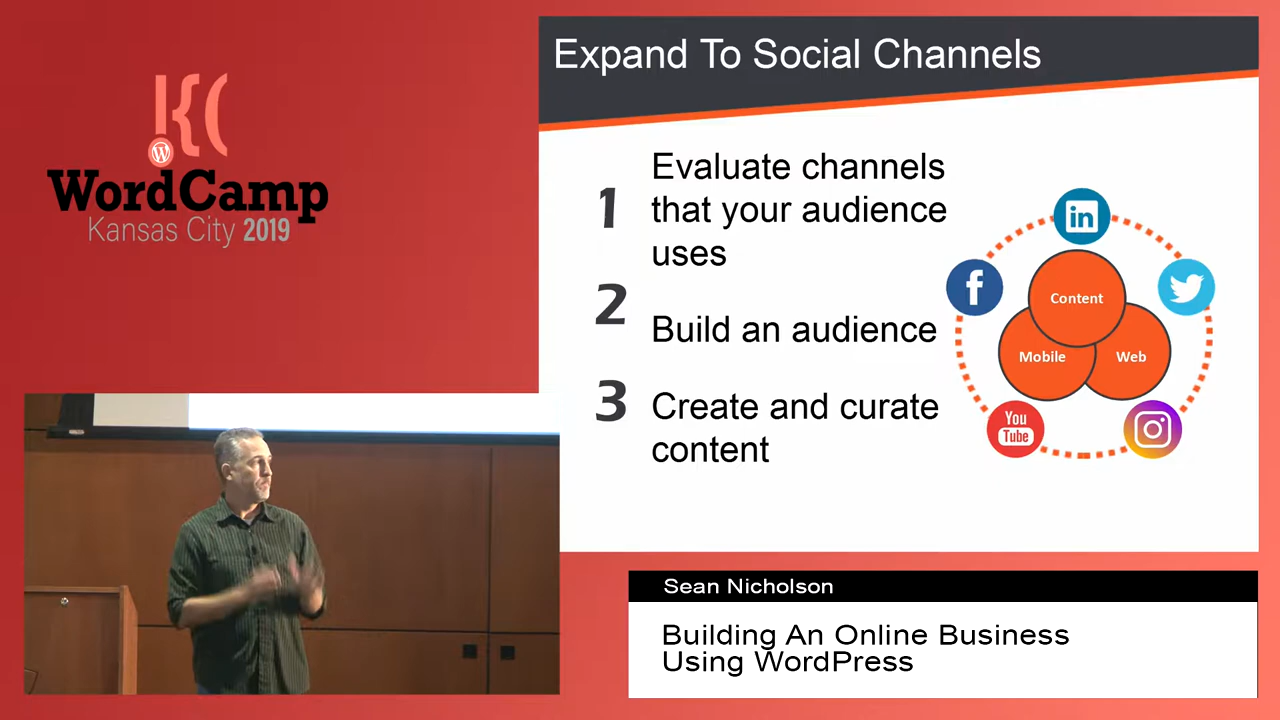 K(
WordCamp
Kansas City 2019
Expand To Social Channels
1
Evaluate channels
that your audience
uses
2
Build an audience
3
Create and curate
content
in
f
Content
Mobile
Web
You
Tube
Sean Nicholson
Building An Online Business
Using WordPress